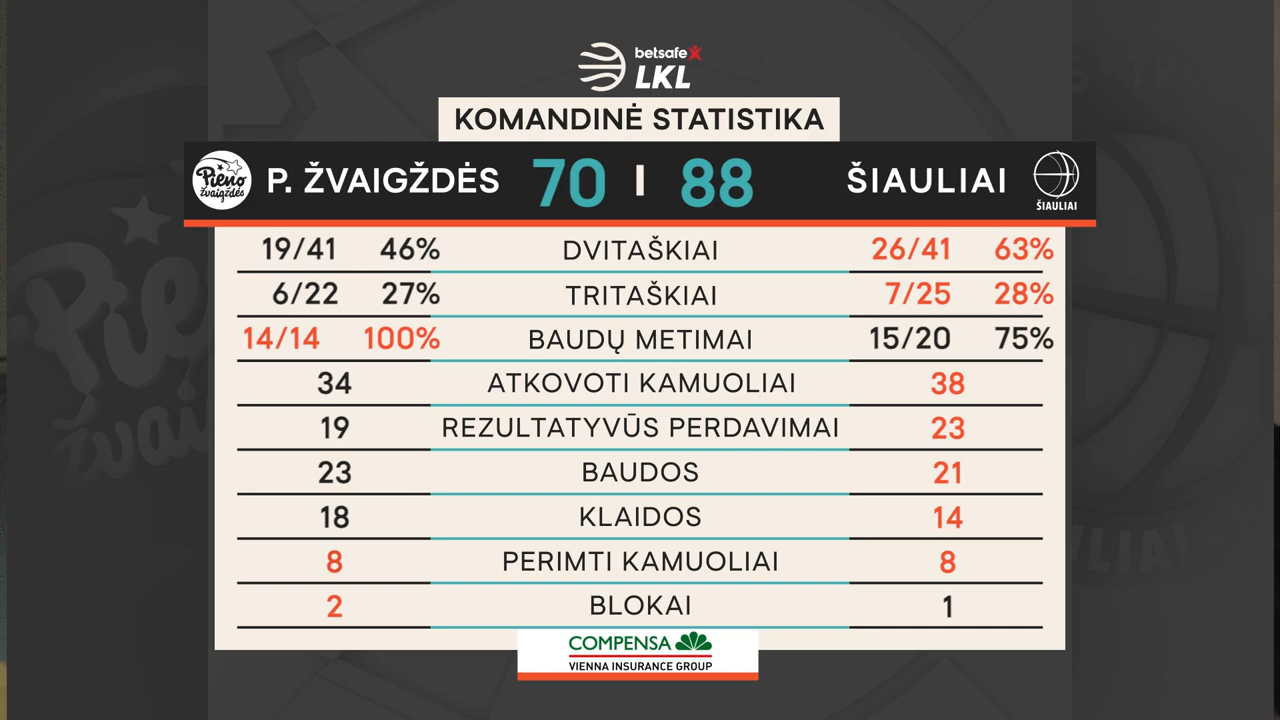 betsafe
LKL
KOMANDINĖ STATISTIKA
Pieno žvaigždės P. ŽVAIGŽDĖS 70 | 88 ŠIAULIAI ŠIAULIAI
19/41 46% DVITAŠKIAI 26/41 63%
6/22 27% TRITAŠKIAI 7/25 28%
14/14 100% BAUDŲ METIMAI 15/20 75%
34 ATKOVOTI KAMUOLIAI 38
19 REZULTATYVŪS PERDAVIMAI 23
23 BAUDOS 21
18 KLAIDOS 14
8 PERIMTI KAMUOLIAI 8
2 BLOKAI 1
COMPENSA
VIENNA INSURANCE GROUP